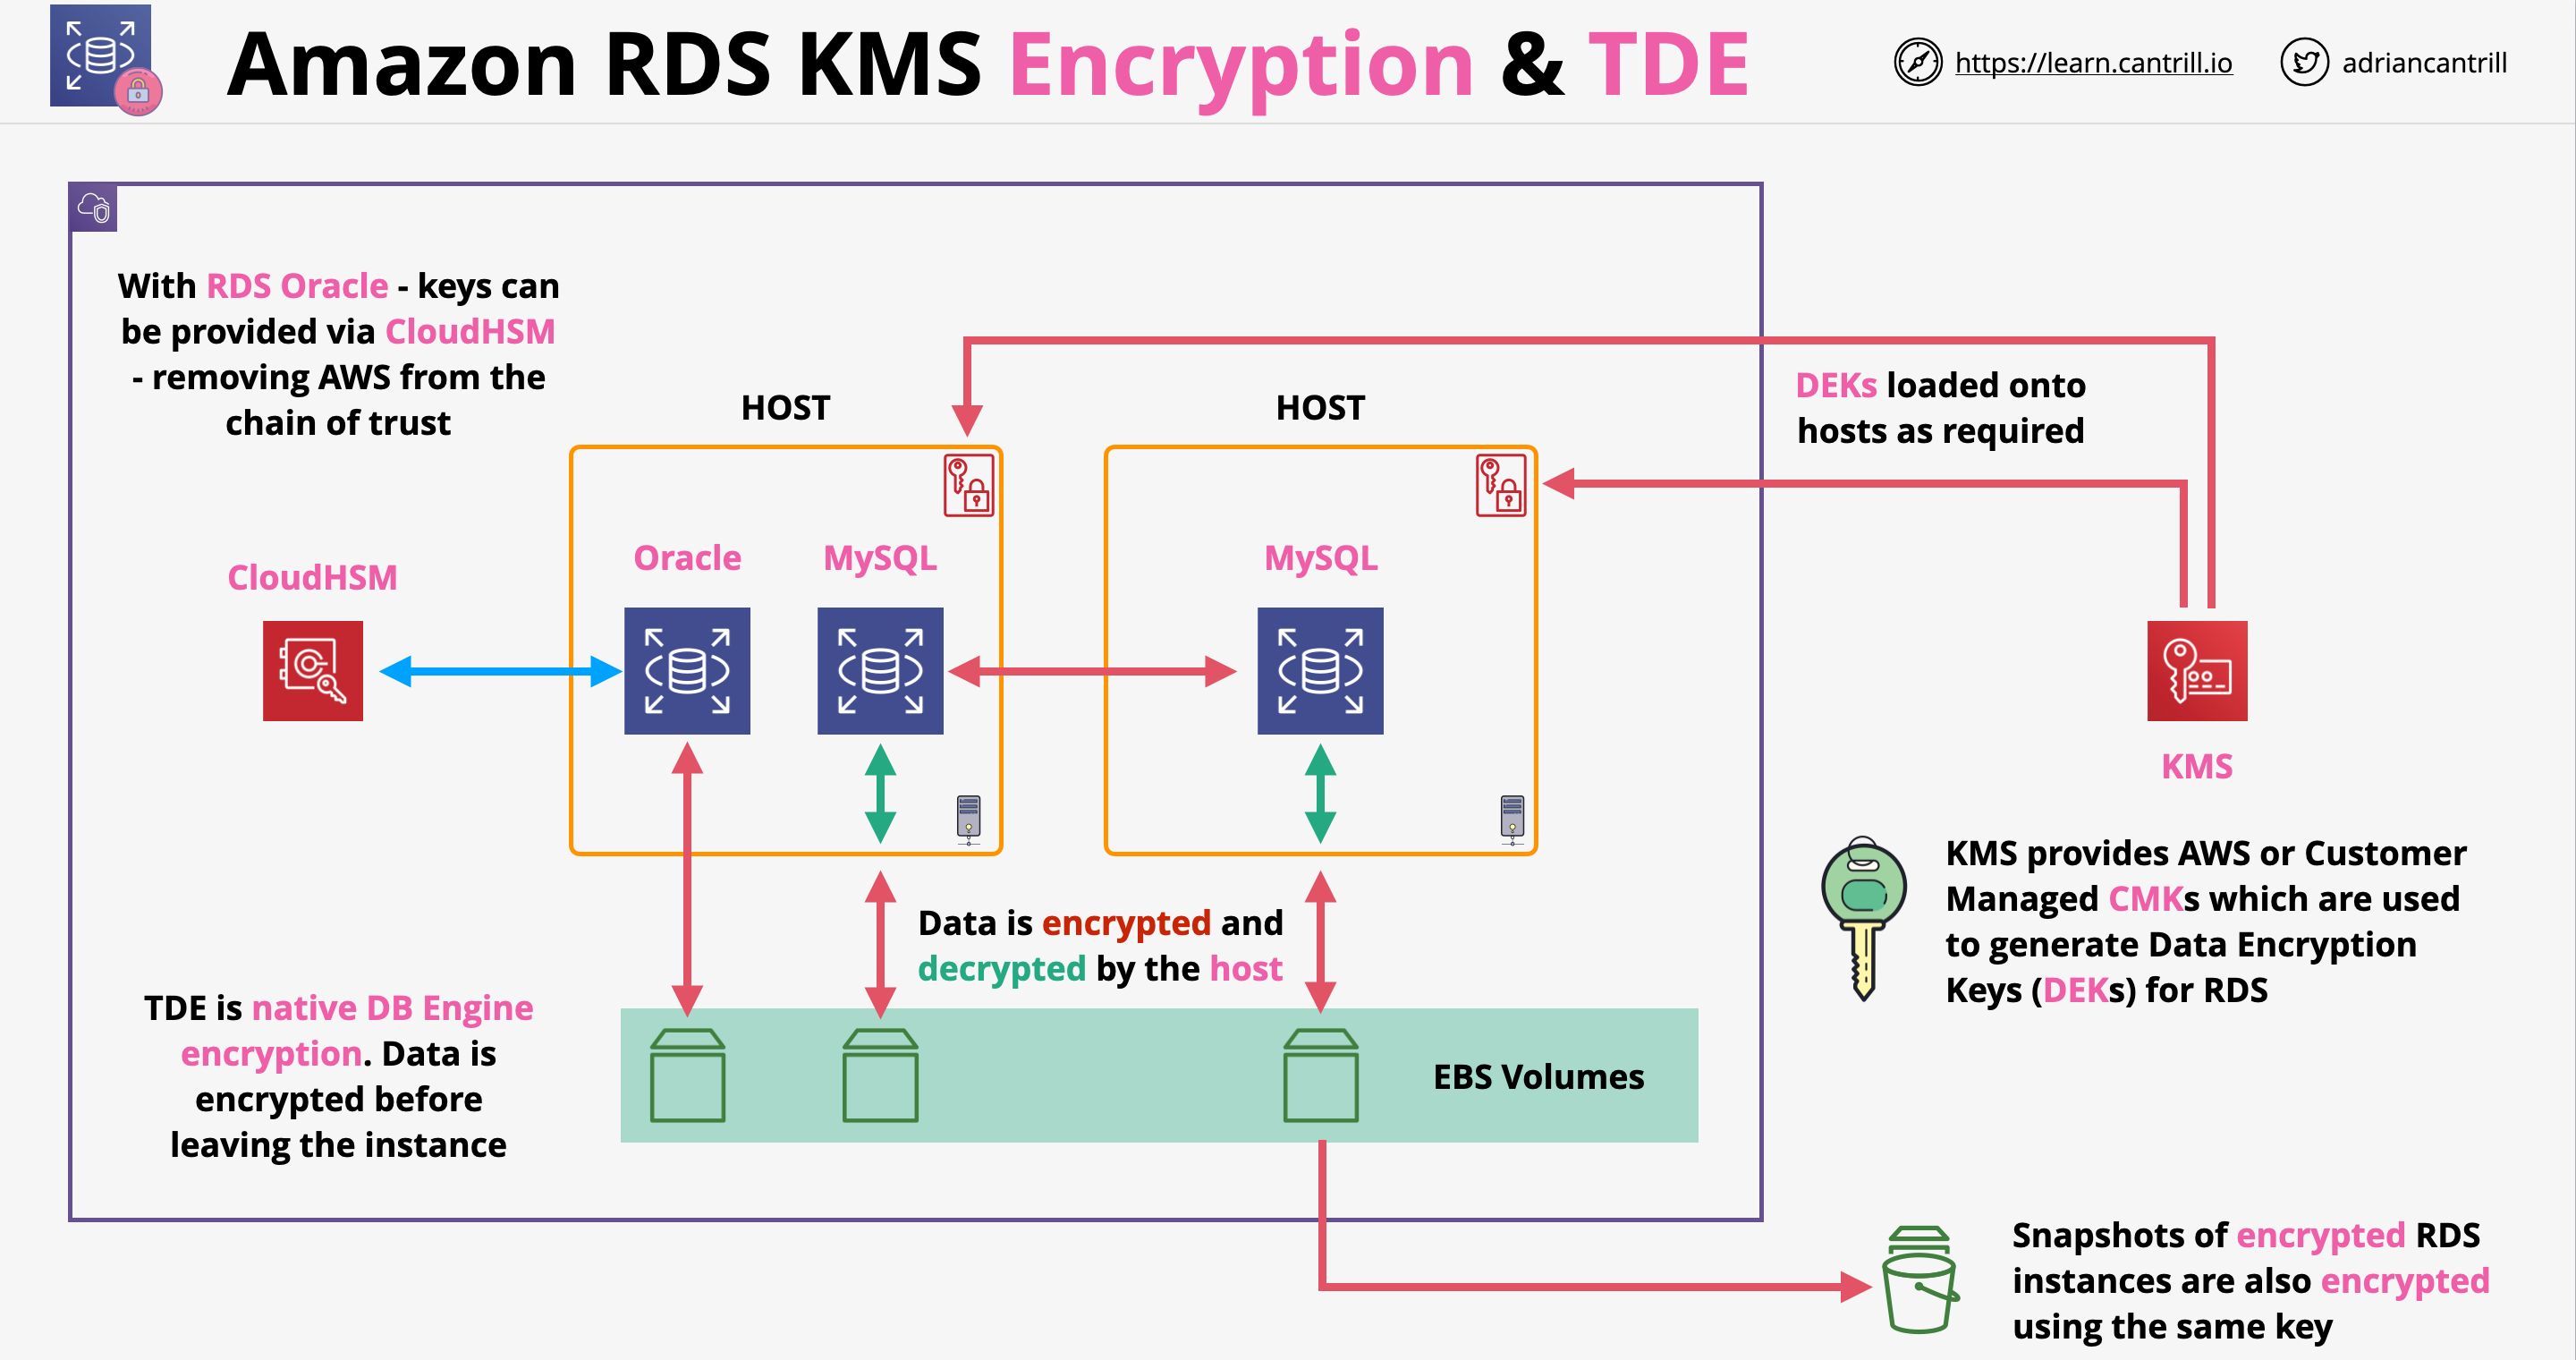 Amazon RDS KMS Encryption & TDE
https://learn.cantrill.io
adriancantrill
With RDS Oracle - keys can
be provided via CloudHSM
- removing AWS from the
chain of trust
HOST
HOST
DEKs loaded onto
hosts as required
Oracle
MySQL
MySQL
CloudHSM
KMS
KMS provides AWS or Customer
Managed CMKs which are used
to generate Data Encryption
Keys (DEKs) for RDS
Data is encrypted and
decrypted by the host
TDE is native DB Engine
encryption. Data is
encrypted before
leaving the instance
EBS Volumes
Snapshots of encrypted RDS
instances are also encrypted
using the same key